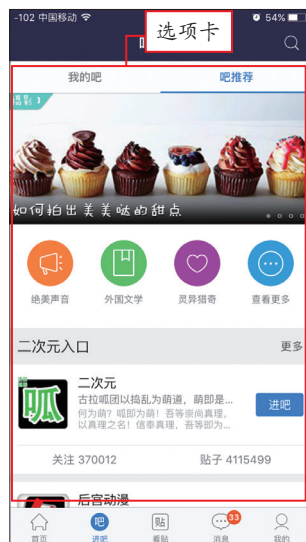 -102 中国移动 54%
选项卡
我的吧 吧推荐
如何拍出美美哒的甜点
绝美声音 外国文学 灵异猎奇 查看更多
二次元入口 更多
呱
二次元
古拉呱团以捣乱为萌道，萌即是...
进吧
何为萌？呱即为萌！吾等崇尚真理，
以真理之名！信奉真理，吾等即为...
关注 370012 贴子 4115499
后宫动漫
吧 贴 33
首页 进吧 看贴 消息 我的